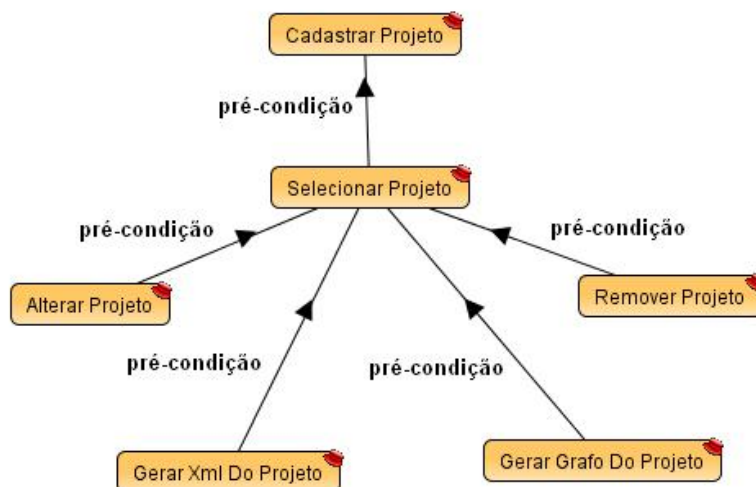 Cadastrar Projeto
pré-condição
Selecionar Projeto
pré-condição
pré-condição
Alterar Projeto
Remover Projeto
pré-condição
pré-condição
Gerar Xml Do Projeto
Gerar Grafo Do Projeto